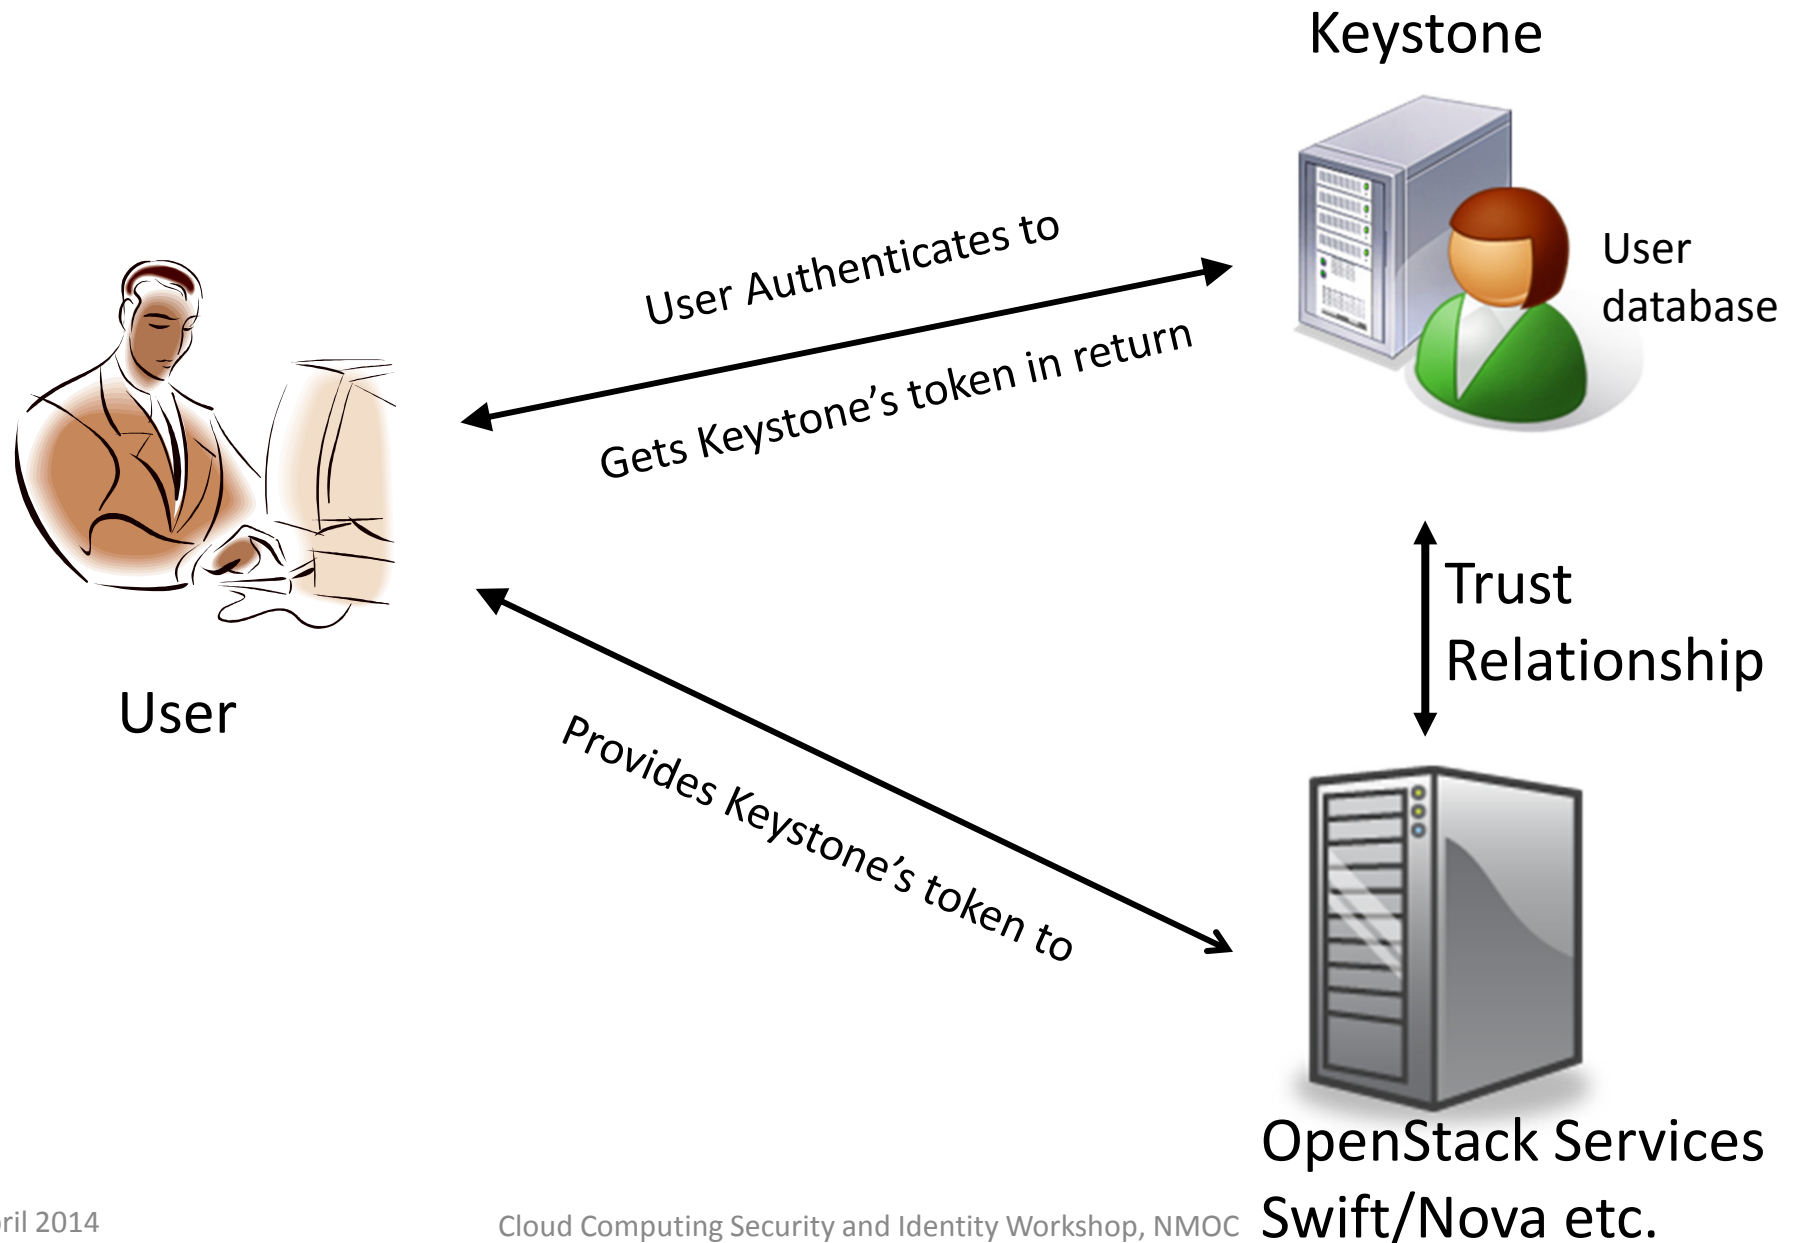 Keystone
User Authenticates to
User
database
Gets Keystone's token in return
Trust
Relationship
User
Provides Keystone's token to
OpenStack Services
Swift/Nova etc.
2014
Cloud Computing Security and Identity Workshop, NMOC